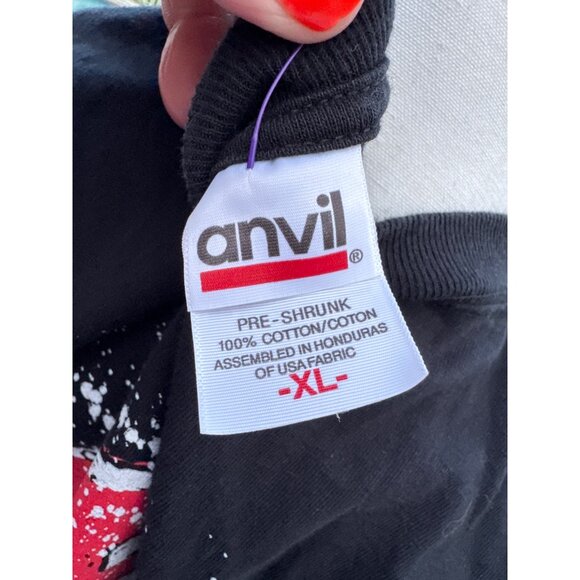 anvil®
PRE-SHRUNK
100% COTTON/COTON
ASSEMBLED IN HONDURAS
OF USA FABRIC
-XL-